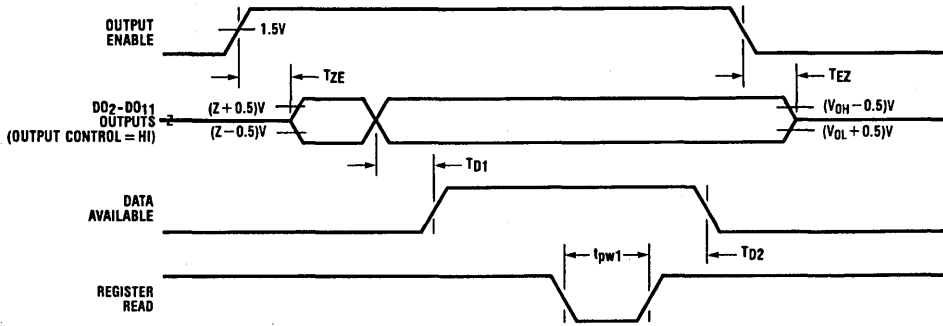 OUTPUT
ENABLE
1.5V
TZE
TEZ
DO2-DO11
OUTPUTS Z
(OUTPUT CONTROL = HI)
(Z + 0.5)V
(Z − 0.5)V
(VOH − 0.5)V
(VOL + 0.5)V
TD1
DATA
AVAILABLE
TD2
tpw1
REGISTER
READ